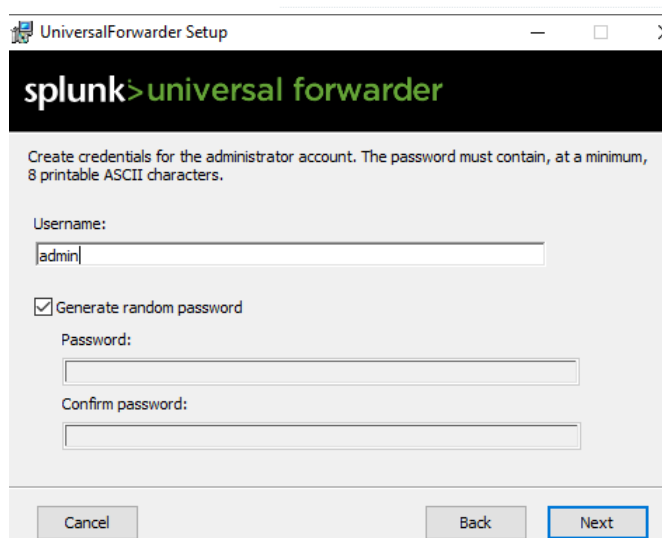 UniversalForwarder Setup
splunk>universal forwarder
Create credentials for the administrator account. The password must contain, at a minimum,
8 printable ASCII characters.
Username:
admin
Generate random password
Password:
Confirm password:
Cancel
Back
Next